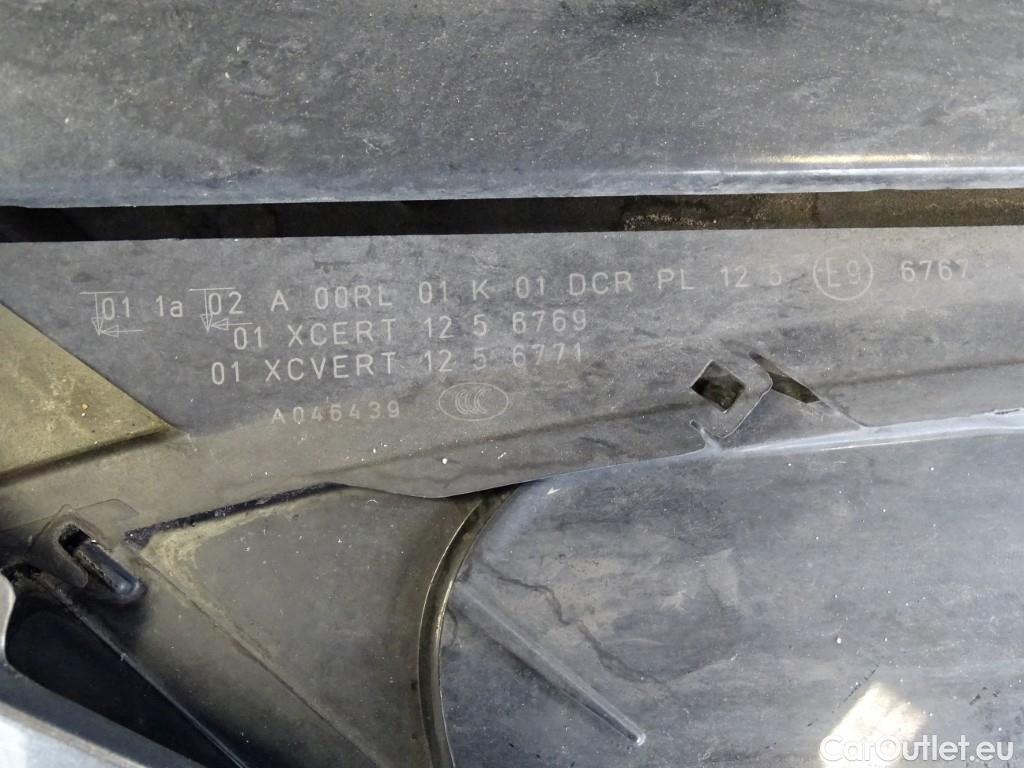 01 1a 02 A 00RL 01 K 01 DCR PL 12 5 E9 6767
01 XCERT 12 5 6769
01 XCVERT 12 5 6771
A046439 CCC
CarOutlet.eu